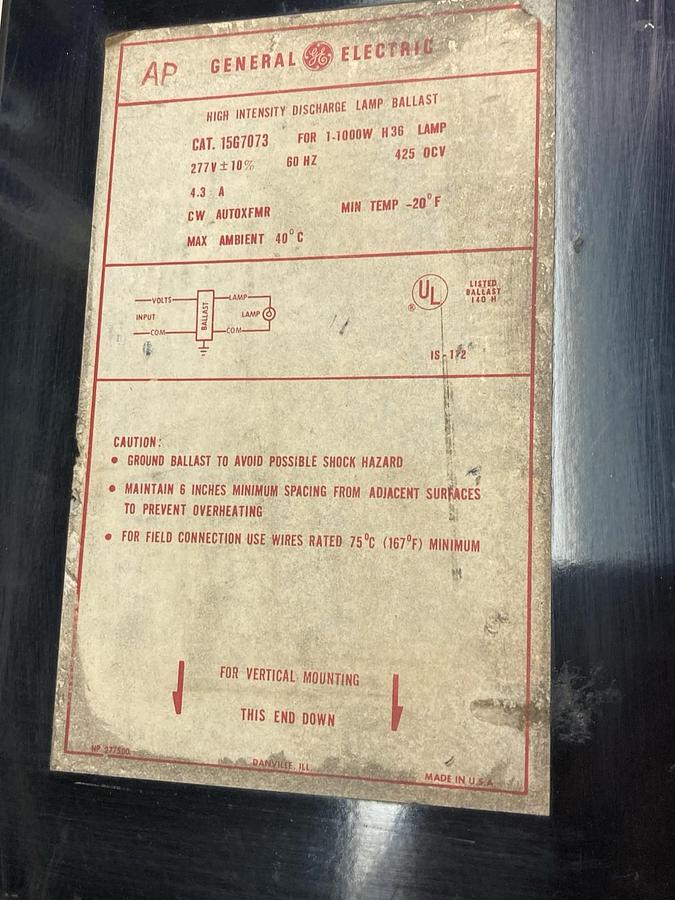 AP GENERAL GE ELECTRIC
HIGH INTENSITY DISCHARGE LAMP BALLAST
CAT. 15G7073 FOR 1-1000W H36 LAMP
277V ± 10% 60 HZ 425 OCV
4.3 A
CW AUTOXFMR MIN TEMP -20°F
MAX AMBIENT 40°C
VOLTS
INPUT
COM
BALLAST
LAMP
LAMP
COM
UL ®
LISTED
BALLAST
140 H
IS-172
CAUTION:
• GROUND BALLAST TO AVOID POSSIBLE SHOCK HAZARD
• MAINTAIN 6 INCHES MINIMUM SPACING FROM ADJACENT SURFACES
TO PREVENT OVERHEATING
• FOR FIELD CONNECTION USE WIRES RATED 75°C (167°F) MINIMUM
FOR VERTICAL MOUNTING
THIS END DOWN
NP 277500
DANVILLE, ILL.
MADE IN U.S.A.